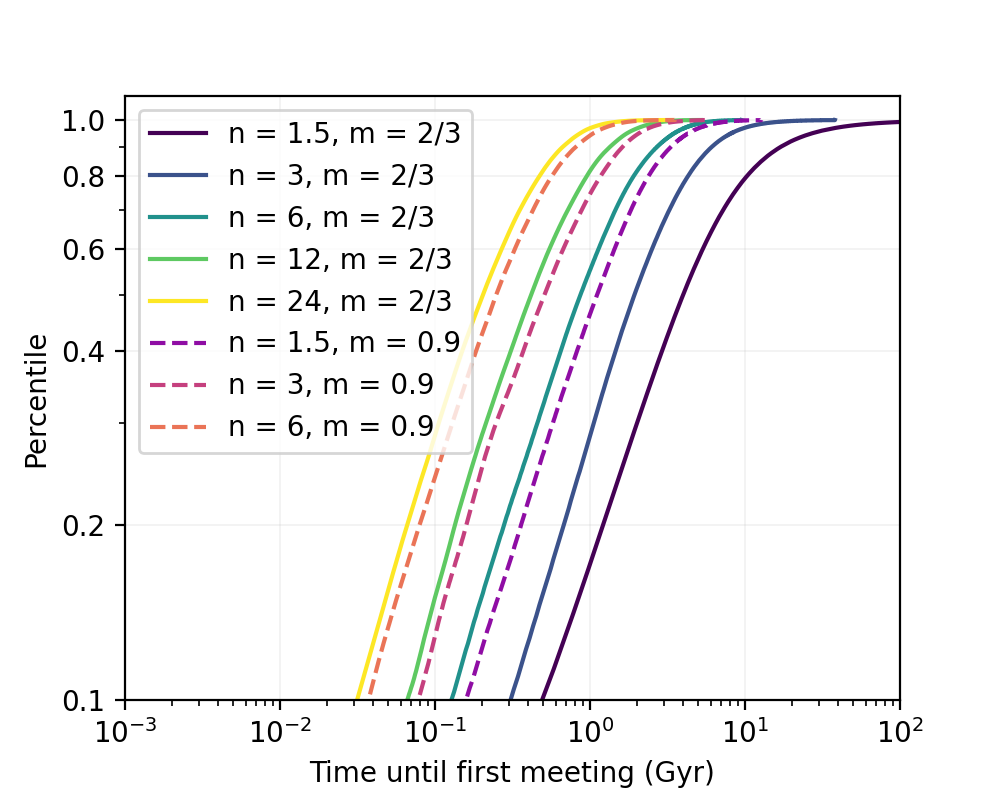 n = 1.5, m = 2/3
n = 3, m = 2/3
n = 6, m = 2/3
n = 12, m = 2/3
n = 24, m = 2/3
n = 1.5, m = 0.9
n = 3, m = 0.9
n = 6, m = 0.9
Percentile
1.0
0.8
0.6
0.4
0.2
0.1
10⁻³ 10⁻² 10⁻¹ 10⁰ 10¹ 10²
Time until first meeting (Gyr)